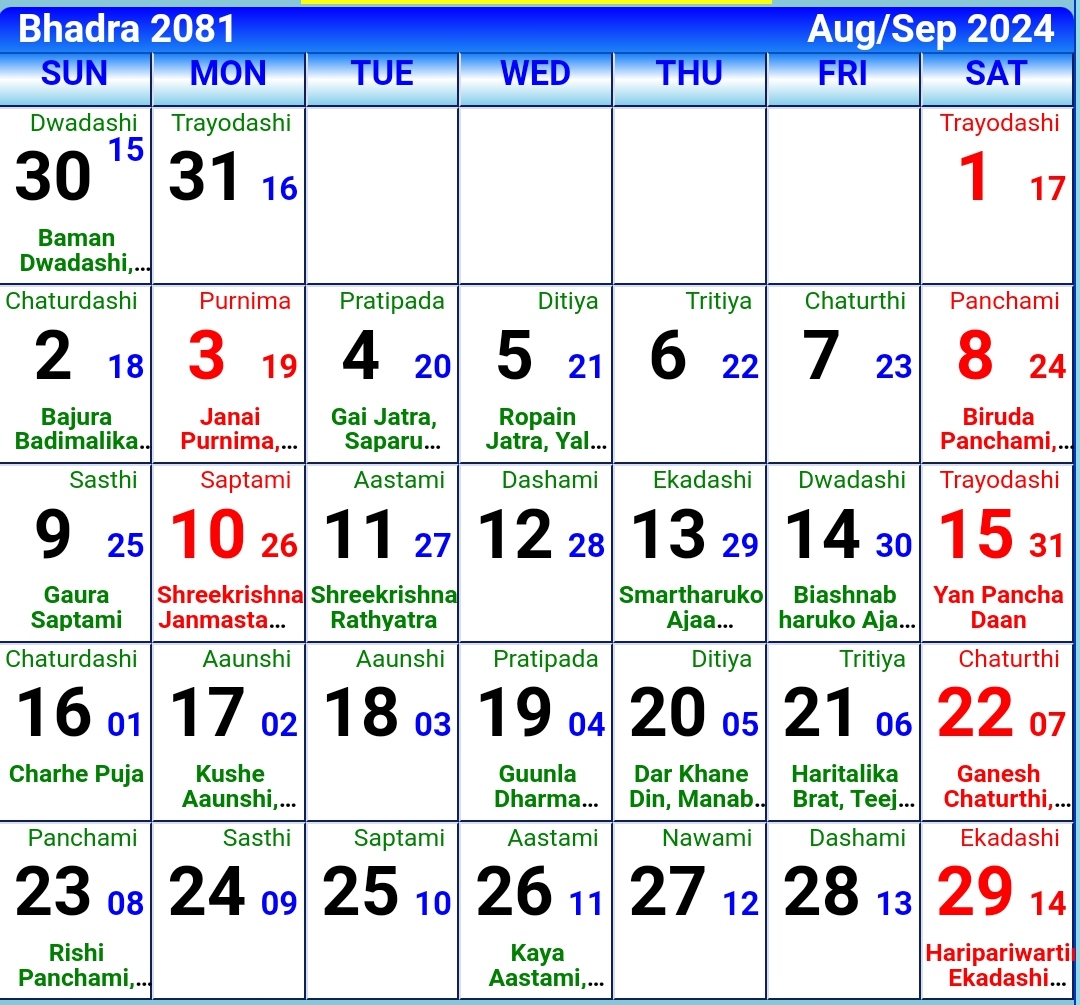 Bhadra 2081 Aug/Sep 2024
SUN MON TUE WED THU FRI SAT
Dwadashi Trayodashi Trayodashi
30 15 31 16 1 17
Baman
Dwadashi,...
Chaturdashi Purnima Pratipada Ditiya Tritiya Chaturthi Panchami
2 18 3 19 4 20 5 21 6 22 7 23 8 24
Bajura Janai Gai Jatra, Ropain Biruda
Badimalika.. Purnima,... Saparu... Jatra, Yal... Panchami,..
Sasthi Saptami Aastami Dashami Ekadashi Dwadashi Trayodashi
9 25 10 26 11 27 12 28 13 29 14 30 15 31
Gaura Shreekrishna Shreekrishna Smartharuko Biashnab Yan Pancha
Saptami Janmasta... Rathyatra Ajaa... haruko Aja... Daan
Chaturdashi Aaunshi Aaunshi Pratipada Ditiya Tritiya Chaturthi
16 01 17 02 18 03 19 04 20 05 21 06 22 07
Charhe Puja Kushe Guunla Dar Khane Haritalika Ganesh
Aaunshi,... Dharma... Din, Manab.. Brat, Teej... Chaturthi,..
Panchami Sasthi Saptami Aastami Nawami Dashami Ekadashi
23 08 24 09 25 10 26 11 27 12 28 13 29 14
Rishi Kaya Haripariwarti
Panchami,... Aastami,... Ekadashi...